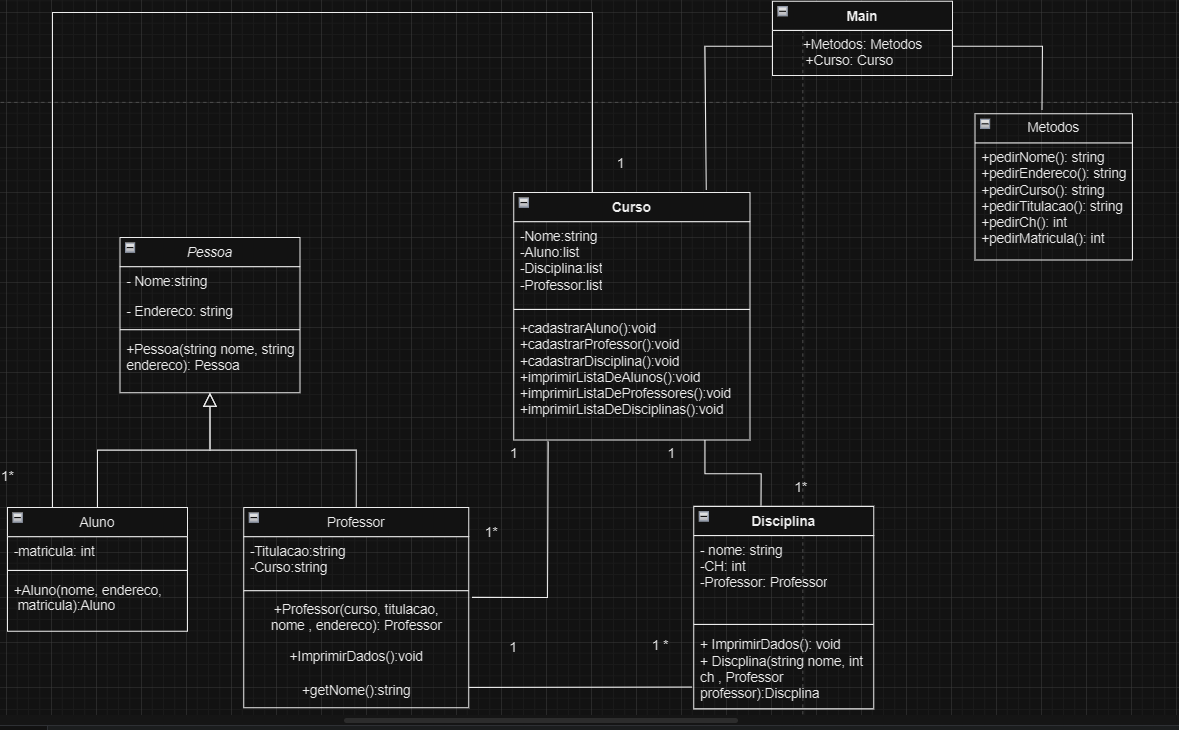 Main
+Metodos: Metodos
+Curso: Curso
Metodos
+pedirNome(): string
+pedirEndereco(): string
+pedirCurso(): string
+pedirTitulacao(): string
+pedirCh(): int
+pedirMatricula(): int
1
Curso
-Nome:string
-Aluno:list
-Disciplina:list
-Professor:list
+cadastrarAluno():void
+cadastrarProfessor():void
+cadastrarDisciplina():void
+imprimirListaDeAlunos():void
+imprimirListaDeProfessores():void
+imprimirListaDeDisciplinas():void
Pessoa
- Nome:string
- Endereco: string
+Pessoa(string nome, string
endereco): Pessoa
1
1
1*
1*
1*
Aluno
-matricula: int
+Aluno(nome, endereco,
matricula):Aluno
Professor
-Titulacao:string
-Curso:string
+Professor(curso, titulacao,
nome , endereco): Professor
+ImprimirDados():void
+getNome():string
1
1 *
Disciplina
- nome: string
-CH: int
-Professor: Professor
+ ImprimirDados(): void
+ Discplina(string nome, int
ch , Professor
professor):Discplina